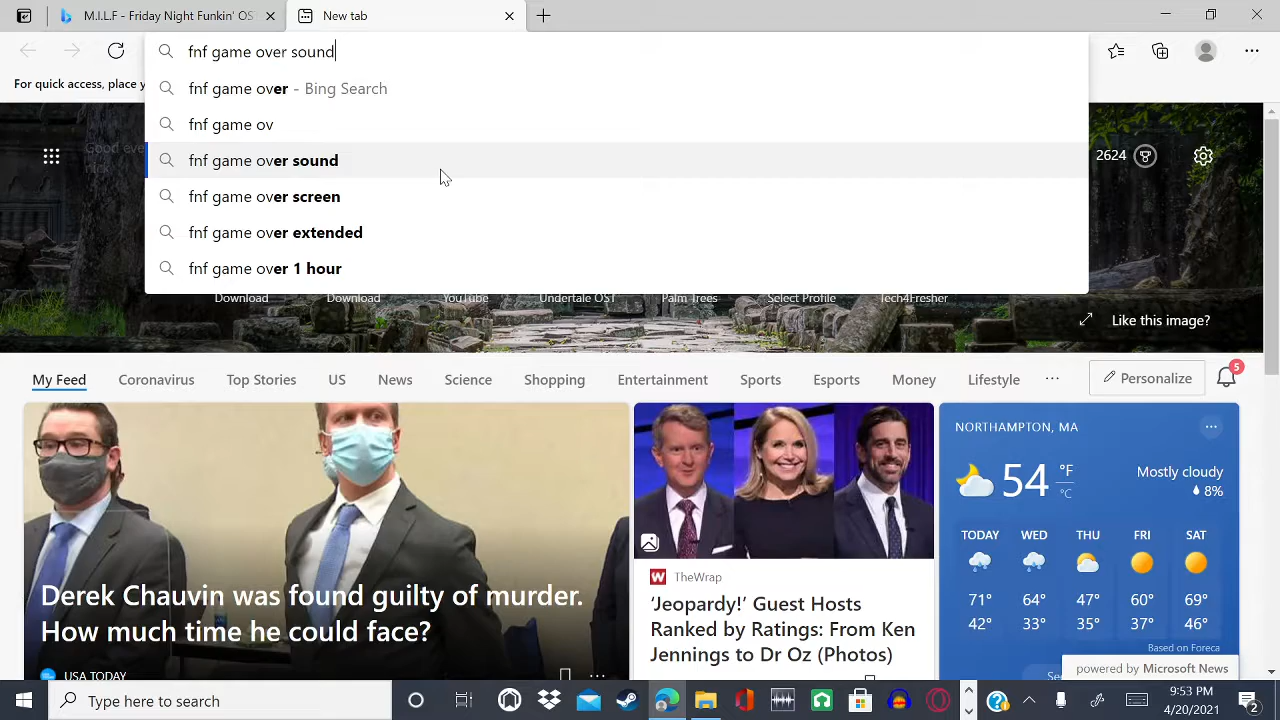 M.I.L.F - Friday Night Funkin' OS
New tab
fnf game over sound
For quick access, place y
fnf game over - Bing Search
fnf game ov
fnf game over sound
fnf game over screen
fnf game over extended
fnf game over 1 hour
Good eve
nick
2624
Download
Download
YouTube
Undertale OST
Palm Trees
Select Profile
Tech4Fresher
Like this image?
My Feed
Coronavirus
Top Stories
US
News
Science
Shopping
Entertainment
Sports
Esports
Money
Lifestyle
Personalize
5
Derek Chauvin was found guilty of murder.
How much time he could face?
USA TODAY
W TheWrap
‘Jeopardy!’ Guest Hosts
Ranked by Ratings: From Ken
Jennings to Dr Oz (Photos)
NORTHAMPTON, MA
54 °F
°C
Mostly cloudy
8%
TODAY WED THU FRI SAT
71° 64° 47° 60° 69°
42° 33° 35° 37° 46°
Based on Foreca
powered by Microsoft News
Type here to search
9:53 PM
4/20/2021
2